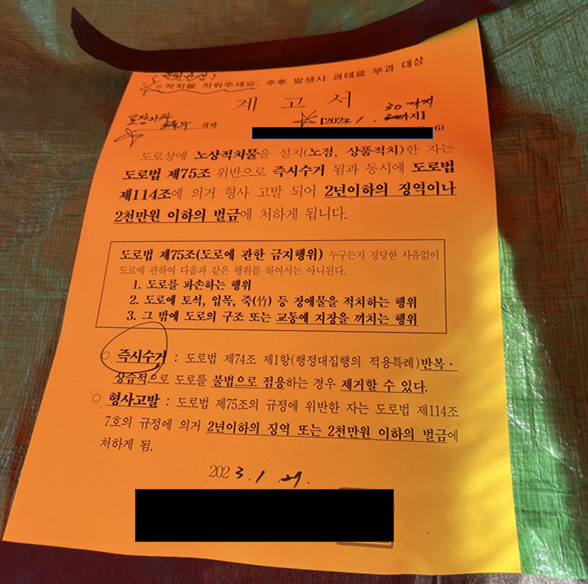 ※적치물 치워주세요. 추후 발생시 과태료 부과 대상
계 고 서
귀하
30 까지
[2023. 1.
도로상에 노상적치물을 설치(노점, 상품적치)한 자는
도로법 제75조 위반으로 즉시수거 됨과 동시에 도로법
제114조에 의거 형사 고발 되어 2년이하의 징역이나
2천만원 이하의 벌금에 처하게 됩니다.
도로법 제75조(도로에 관한 금지행위) 누구든지 정당한 사유없이
도로에 관하여 다음과 같은 행위를 하여서는 아니된다.
1. 도로를 파손하는 행위
2. 도로에 토석, 입목, 죽(竹) 등 장애물을 적치하는 행위
3. 그 밖에 도로의 구조 또는 교통에 지장을 끼치는 행위
○ 즉시수거 : 도로법 제74조 제1항(행정대집행의 적용특례)반복·
상습적으로 도로를 불법으로 점용하는 경우 제거할 수 있다.
○ 형사고발 : 도로법 제75조의 규정에 위반한 자는 도로법 제114조
7호의 규정에 의거 2년이하의 징역 또는 2천만원 이하의 벌금에
처하게 됨.
2023. 1.